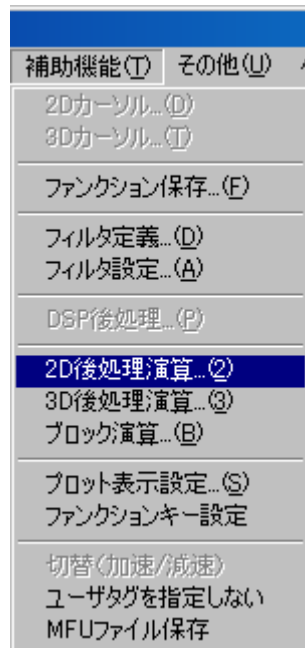 補助機能(T) その他(U)
2Dカーソル...(D)
3Dカーソル...(T)
ファンクション保存...(F)
フィルタ定義...(D)
フィルタ設定...(A)
DSP後処理...(P)
2D後処理演算...(2)
3D後処理演算...(3)
ブロック演算...(B)
プロット表示設定...(S)
ファンクションキー設定
切替(加速/減速)
ユーザタグを指定しない
MFUファイル保存